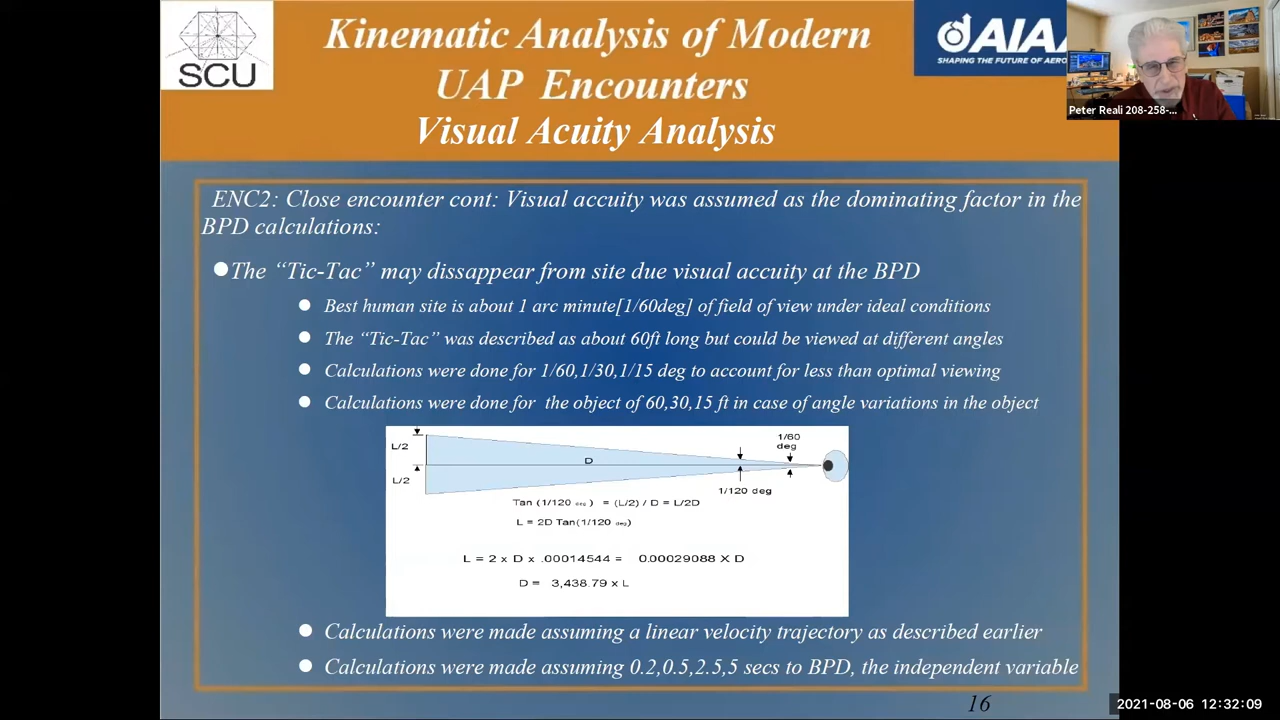 SCU
Kinematic Analysis of Modern
UAP Encounters
Visual Acuity Analysis
AIAA
SHAPING THE FUTURE OF AERO
Peter Reali 208-258-...
ENC2: Close encounter cont: Visual accuity was assumed as the dominating factor in the
BPD calculations:
The “Tic-Tac” may dissappear from site due visual accuity at the BPD
Best human site is about 1 arc minute[1/60deg] of field of view under ideal conditions
The “Tic-Tac” was described as about 60ft long but could be viewed at different angles
Calculations were done for 1/60,1/30,1/15 deg to account for less than optimal viewing
Calculations were done for the object of 60,30,15 ft in case of angle variations in the object
L/2
L/2
D
1/60
deg
1/120 deg
Tan (1/120 deg) = (L/2) / D = L/2D
L = 2D Tan(1/120 deg)
L = 2 x D x .00014544 = 0.00029088 X D
D = 3,438.79 x L
Calculations were made assuming a linear velocity trajectory as described earlier
Calculations were made assuming 0.2,0.5,2.5,5 secs to BPD, the independent variable
16
2021-08-06 12:32:09